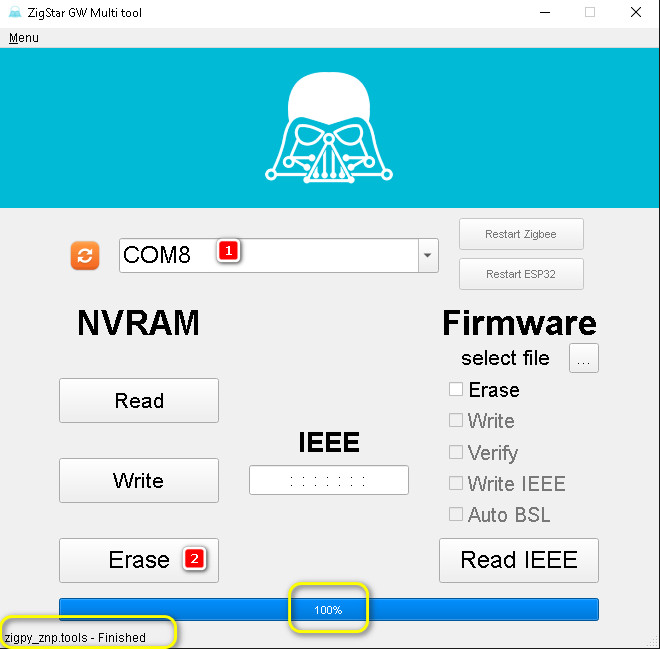 ZigStar GW Multi tool
Menu
COM8
1
Restart Zigbee
Restart ESP32
NVRAM
Firmware
select file
...
Read
Erase
Write
IEEE
Write
Verify
: : : : : : :
Write IEEE
Auto BSL
Erase
2
Read IEEE
100%
zigpy_znp.tools - Finished